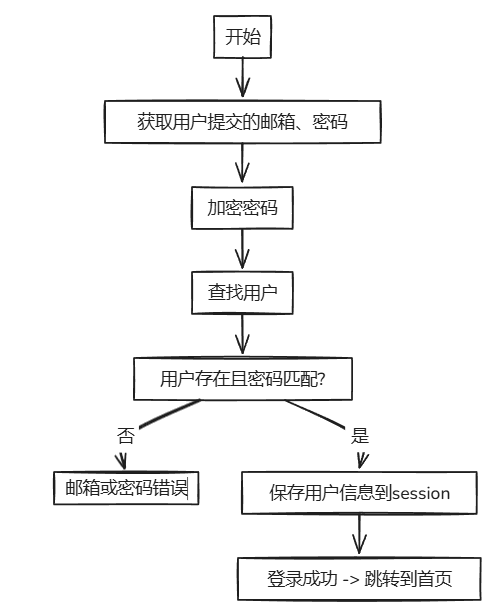 开始
获取用户提交的邮箱、密码
加密密码
查找用户
用户存在且密码匹配?
否
是
邮箱或密码错误
保存用户信息到session
登录成功 -> 跳转到首页